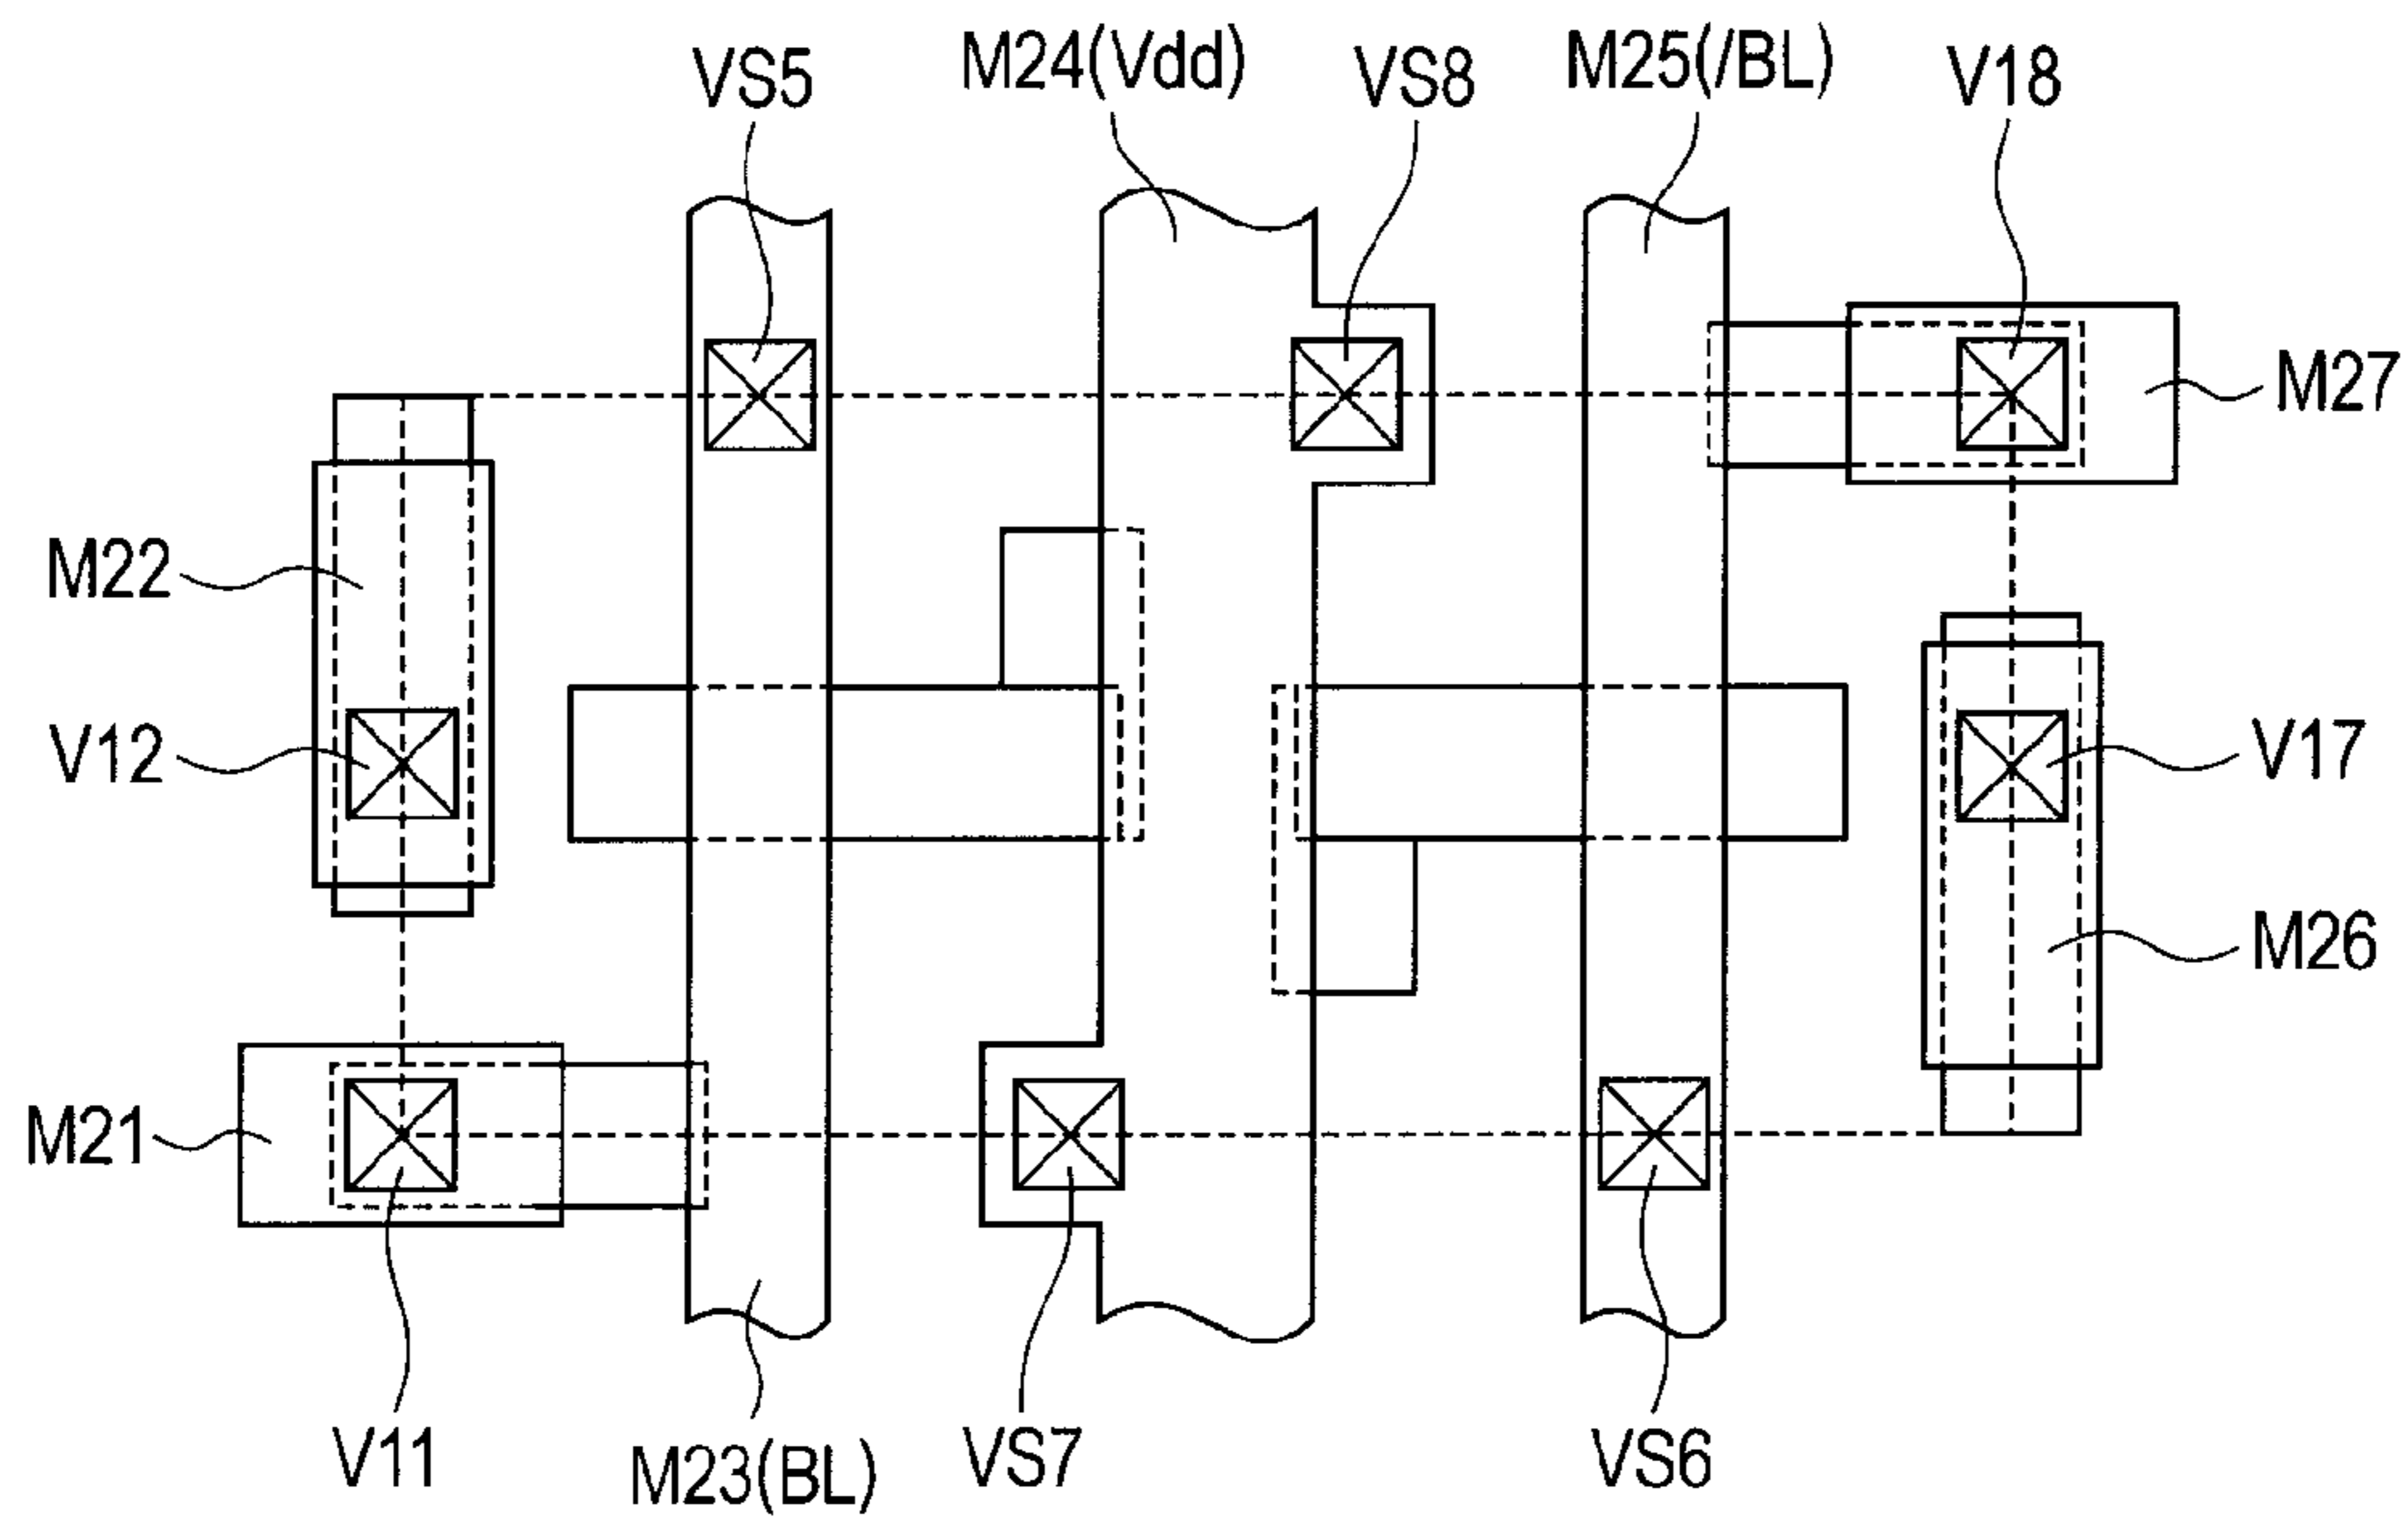 VS5
M24(Vdd)
VS8
M25(/BL)
V18
M27
M22
V12
V17
M26
M21
V11
M23(BL)
VS7
VS6